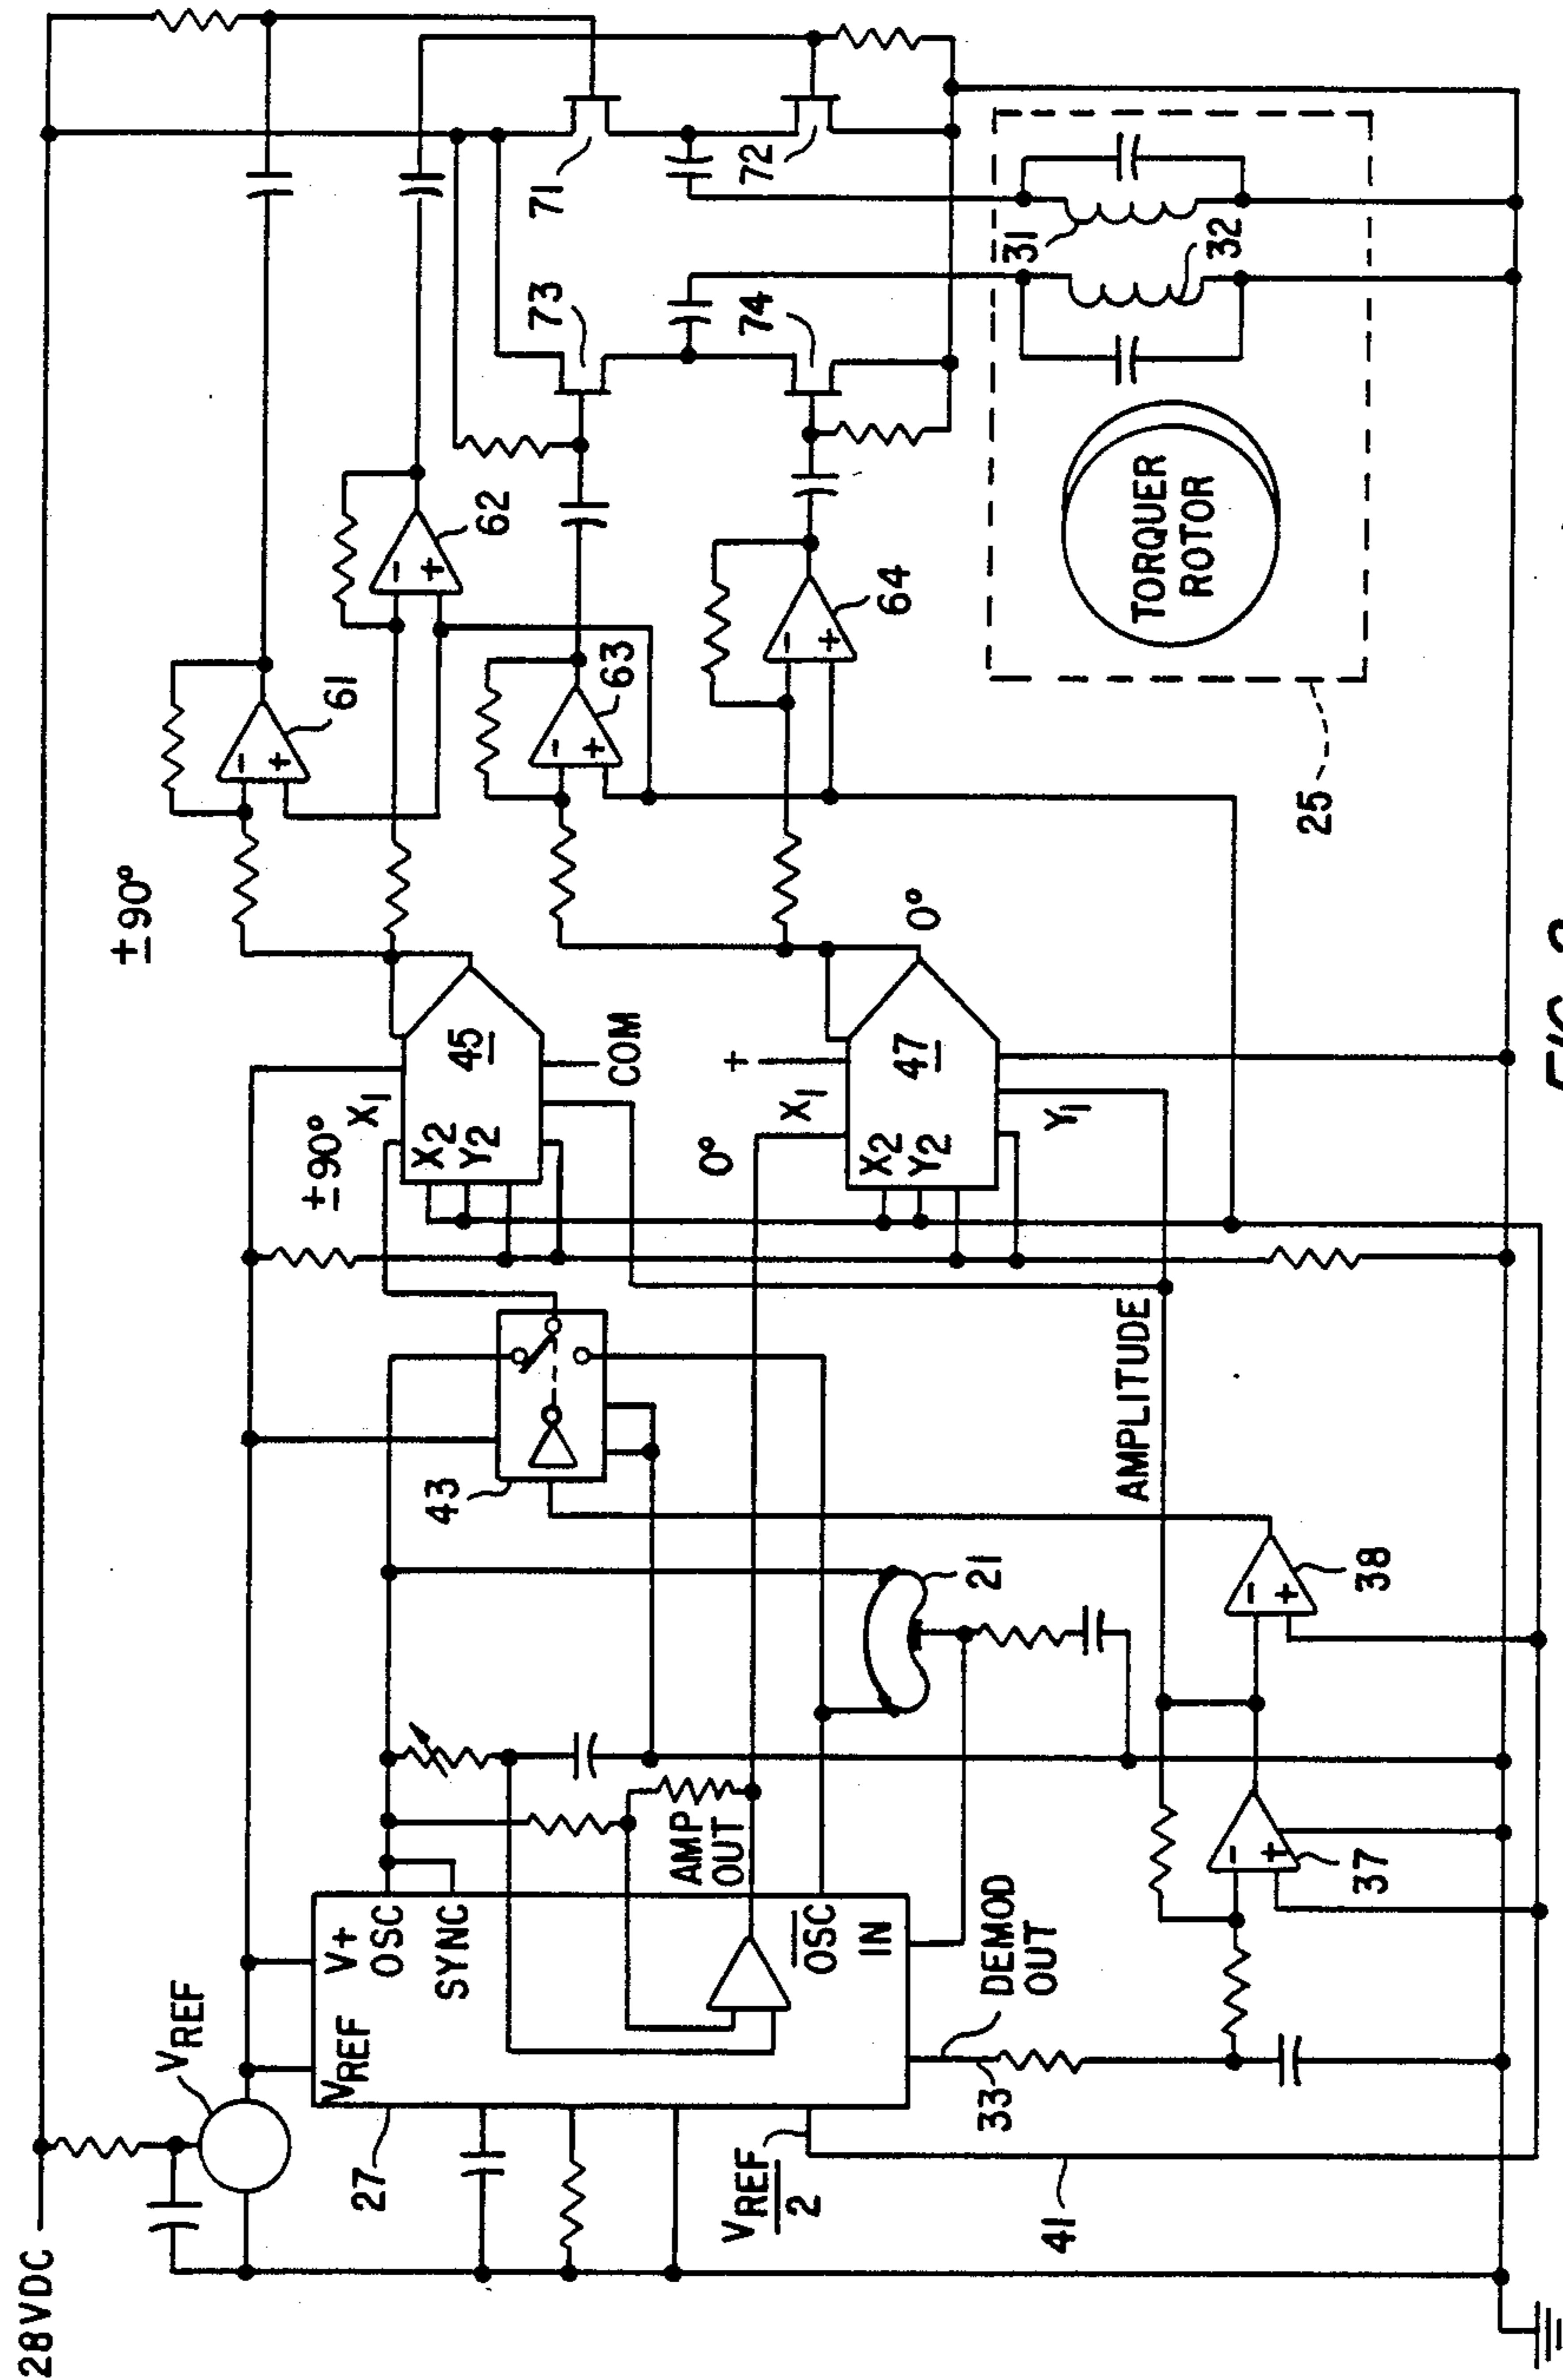 28VDC
VREF
VREF
V+
OSC
SYNC
27
AMP
OUT
OSC
IN
VREF
2
DEMOD
OUT
33
41
37
38
21
43
AMPLITUDE
±90°
X1
X2
Y2
45
COM
0°
X1
+
X2
Y2
47
Y1
±90°
0°
61
62
63
64
-
+
-
+
-
+
-
+
-
+
-
+
71
72
73
74
31
32
TORQUER
ROTOR
25